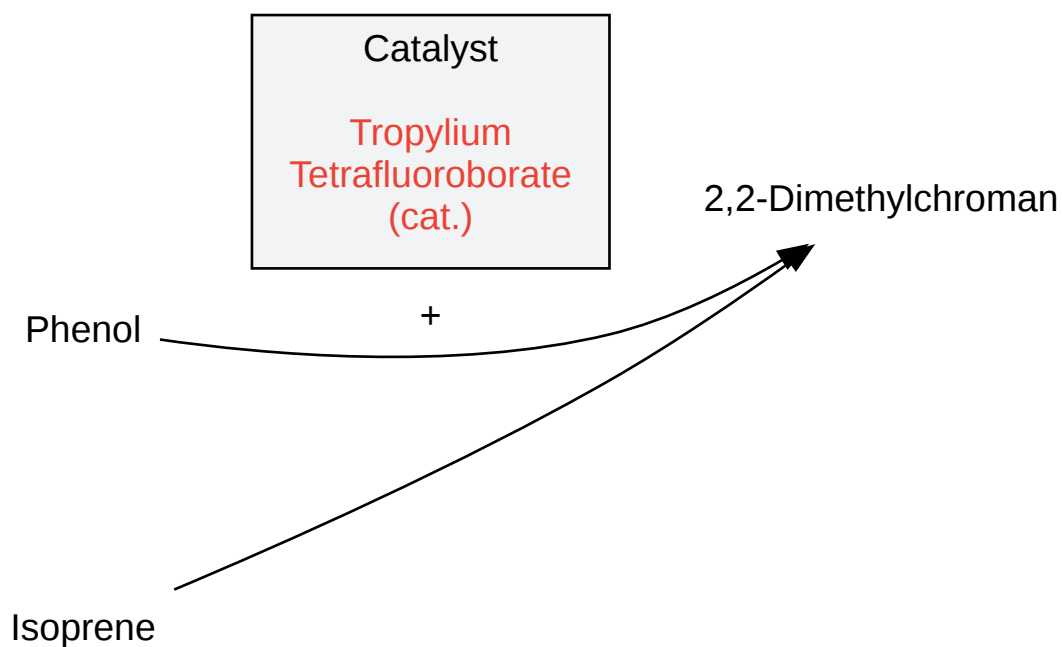 Catalyst
Tropylium
Tetrafluoroborate
(cat.)
2,2-Dimethylchroman
+
Phenol
Isoprene